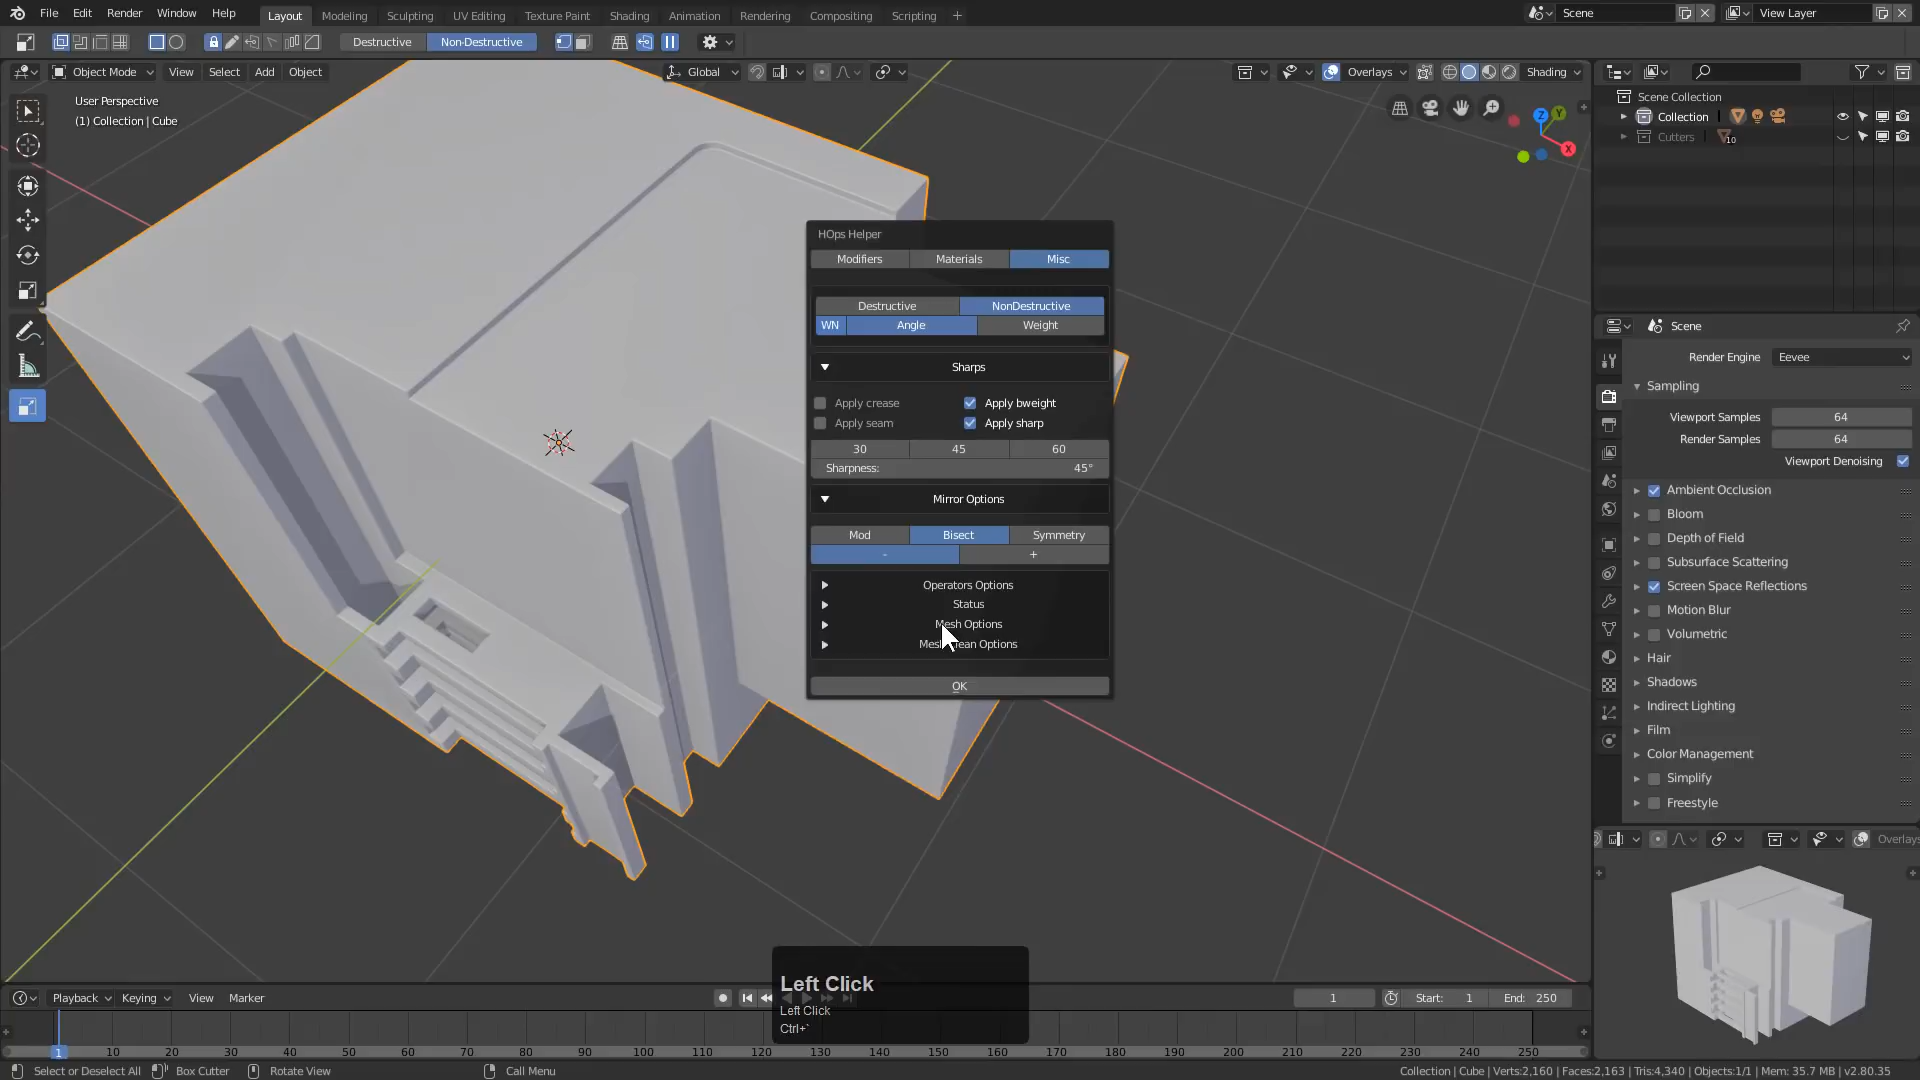 File Edit Render Window Help
Layout Modeling Sculpting UV Editing Texture Paint Shading Animation Rendering Compositing Scripting +
Scene
View Layer
Destructive Non-Destructive
Object Mode View Select Add Object
Global
Overlays
Shading
User Perspective
(1) Collection | Cube
Z
Y
X
Scene Collection
Collection
Cutters
10
HOps Helper
Modifiers Materials Misc
Destructive NonDestructive
WN Angle Weight
Sharps
Apply crease Apply bweight
Apply seam Apply sharp
30 45 60
Sharpness: 45°
Mirror Options
Mod Bisect Symmetry
- +
Operators Options
Status
Mesh Options
OK
Scene
Render Engine Eevee
Sampling
Viewport Samples 64
Render Samples 64
Viewport Denoising
Ambient Occlusion
Bloom
Depth of Field
Subsurface Scattering
Screen Space Reflections
Motion Blur
Volumetric
Hair
Shadows
Indirect Lighting
Film
Color Management
Simplify
Freestyle
Overlays
Left Click
Left Click
Ctrl+`
Playback Keying View Marker
1 Start: 1 End: 250
1 10 20 30 40 50 60 70 80 90 100 110 120 130 140 150 160 170 180 190 200 210 220 230 240 250
Select or Deselect All Box Cutter Rotate View Call Menu
Collection | Cube | Verts:2,160 | Faces:2,163 | Tris:4,340 | Objects:1/1 | Mem: 35.7 MB | v2.80.35